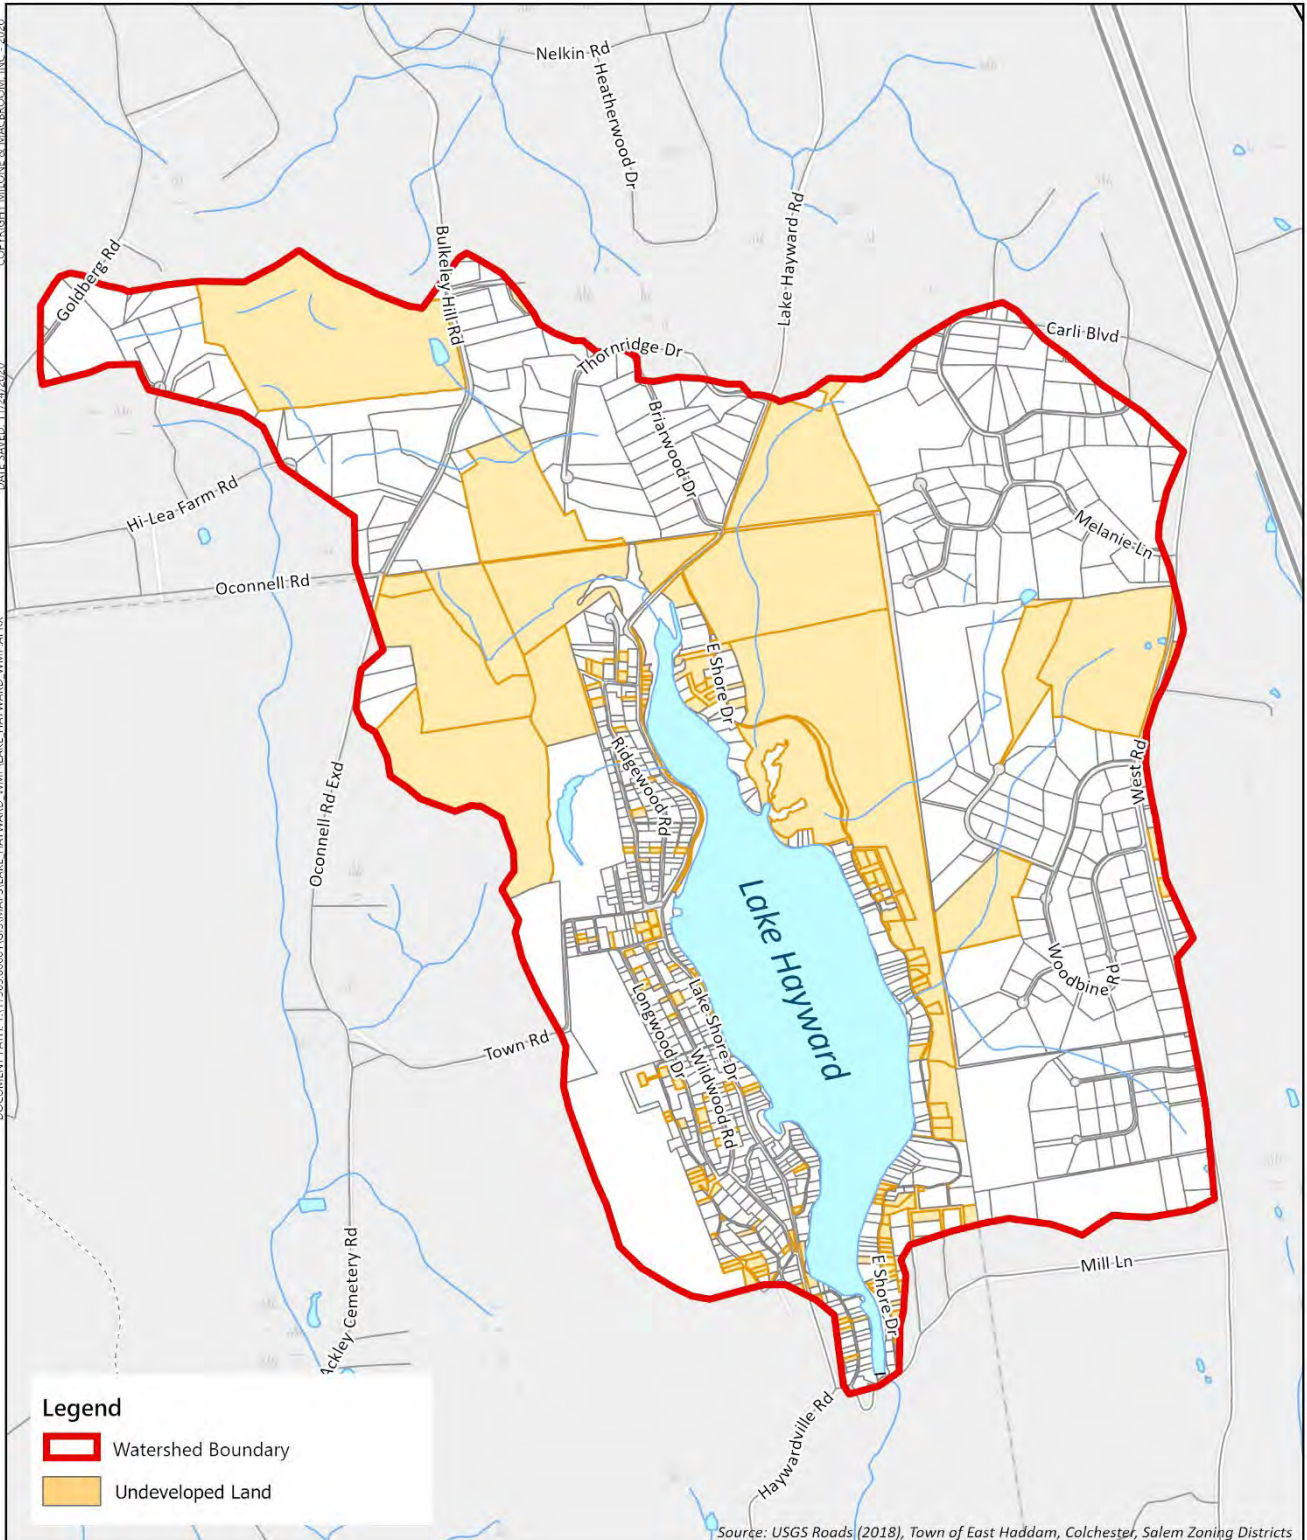 Nelkin Rd
Heatherwood Dr
Goldberg Rd
Bulkeley Hill Rd
Lake Hayward Rd
Carli Blvd
Thornridge Dr
Briarwood Dr
Hi-Lea Farm Rd
Melanie Ln
Oconnell Rd
E Shore Dr
Ridgewood Rd
West Rd
Oconnell Rd Exd
Lake Hayward
Woodbine Rd
Lake Shore Dr
Longwood Dr
Town Rd
Wildwood Rd
Mill Ln
E Shore Dr
Ackley Cemetery Rd
Haywardville Rd
Legend
Watershed Boundary
Undeveloped Land
Source: USGS Roads (2018), Town of East Haddam, Colchester, Salem Zoning Districts